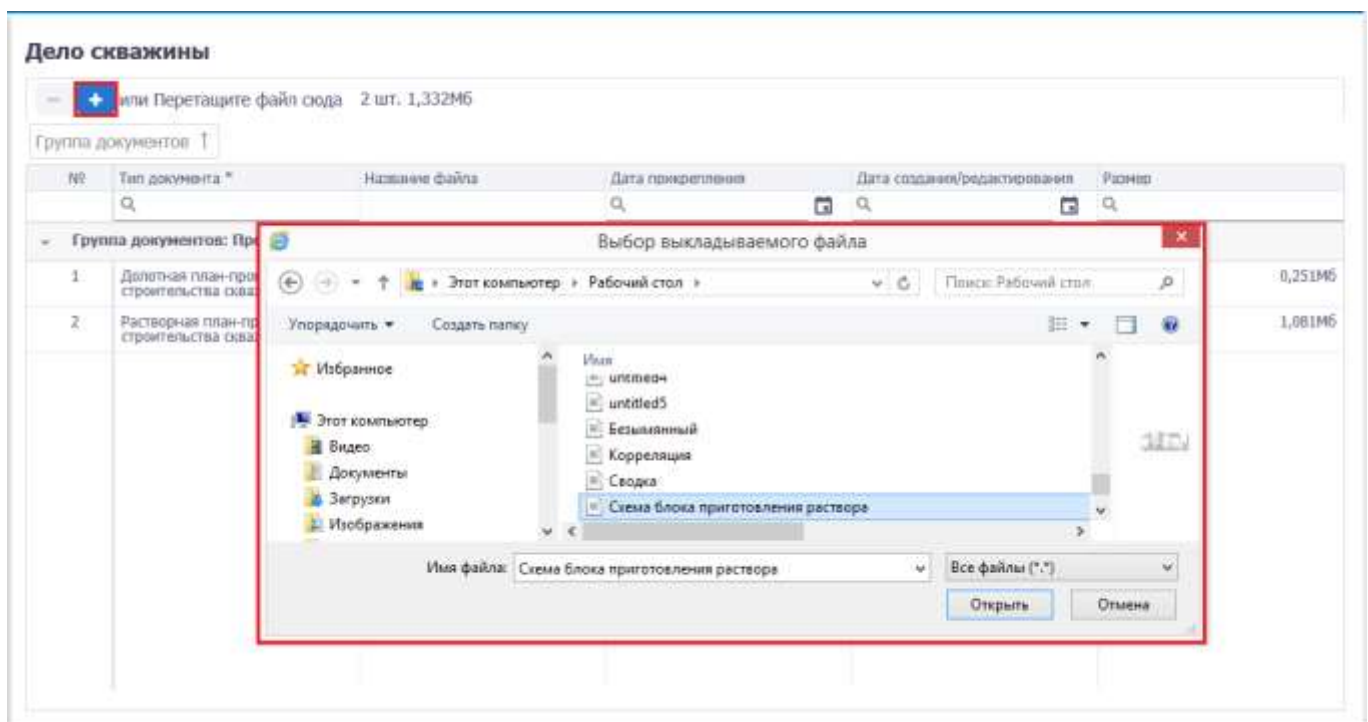 Дело скважины
или Перетащите файл сюда 2 шт. 1,332Мб
Группа документов ↑
№ Тип документа * Название файла Дата прикрепления Дата создания/редактирования Размер
Группа документов: Пр
Выбор выкладываемого файла
1 Долотная план-про
строительства сква
0,251Мб
Этот компьютер Рабочий стол Поиск: Рабочий стол
2 Растворная план-пр
строительства сква
1,081Мб
Упорядочить Создать папку
Имя
Избранное
untitled5
Этот компьютер
Безымянный
Видео
Корреляция
Документы
Сводка
Загрузки
Схема блока приготовления раствора
Изображения
Имя файла: Схема блока приготовления раствора Все файлы (*.*)
Открыть Отмена